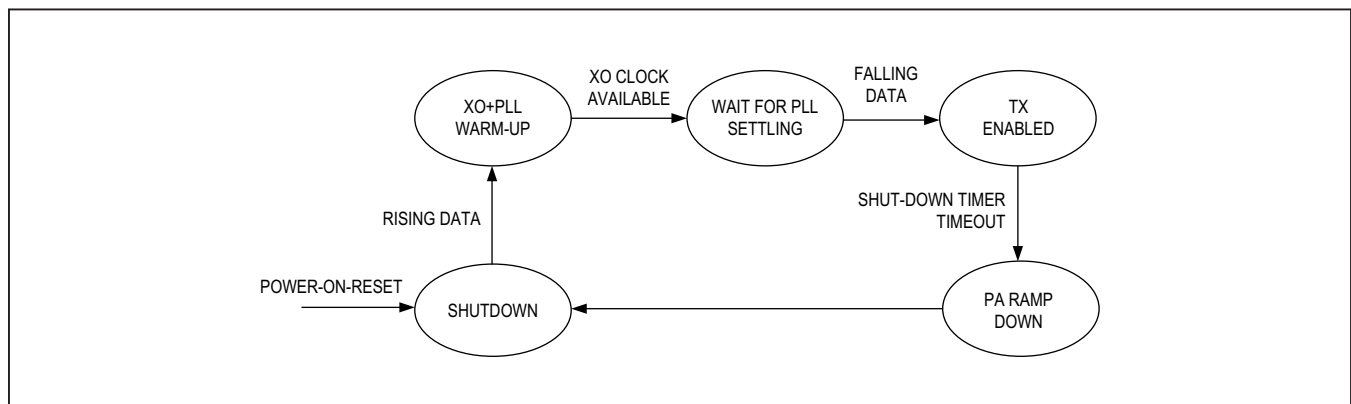 XO+PLL
WARM-UP
XO CLOCK
AVAILABLE
WAIT FOR PLL
SETTLING
FALLING
DATA
TX
ENABLED
RISING DATA
SHUT-DOWN TIMER
TIMEOUT
POWER-ON-RESET
SHUTDOWN
PA RAMP
DOWN